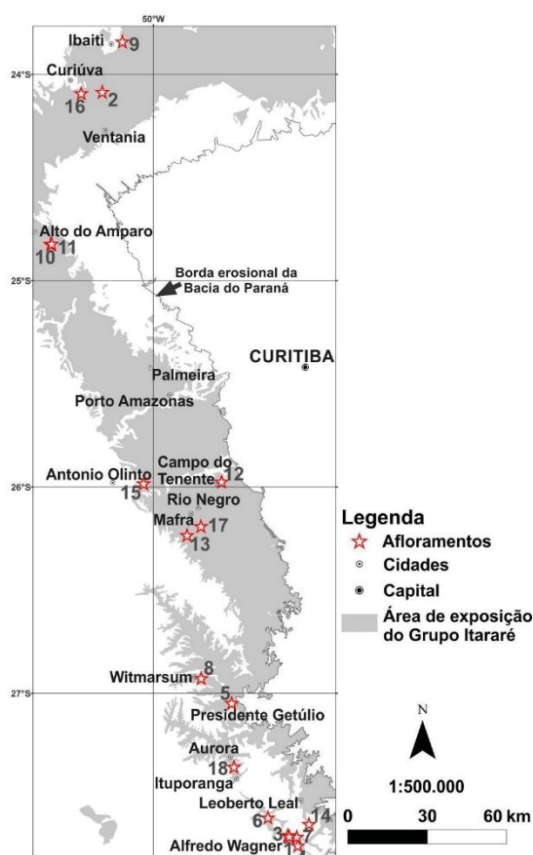 50°W
Ibaiti
9
24°S
Curiúva
16
2
Ventania
Alto do Amparo
10
11
25°S
Borda erosional da
Bacia do Paraná
CURITIBA
Palmeira
Porto Amazonas
Antonio Olinto
15
Campo do
Tenente
12
26°S
Rio Negro
Mafra
17
13
Legenda
Afloramentos
Cidades
Capital
Área de exposição
do Grupo Itararé
Witmarsum
8
27°S
5
Presidente Getúlio
Aurora
18
Ituporanga
Leoberto Leal
14
6
3
Alfredo Wagner
N
1:500.000
0
30
60 km